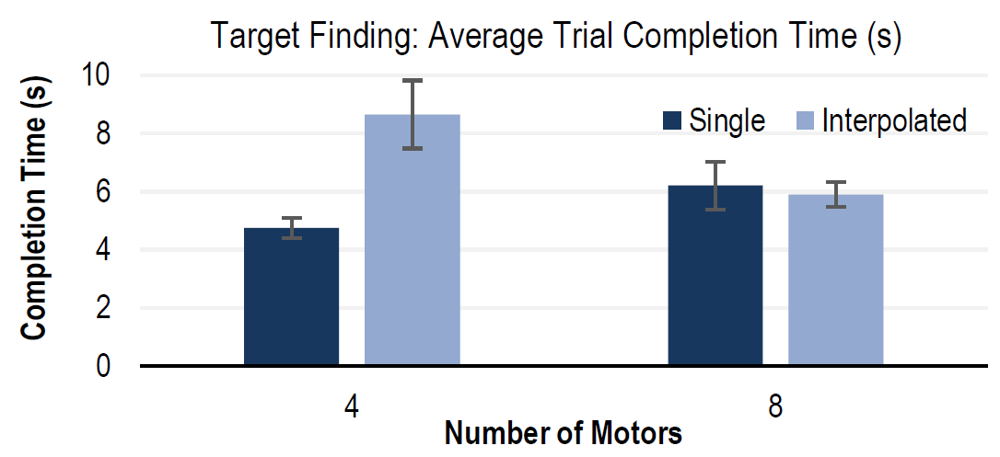 Target Finding: Average Trial Completion Time (s)
Completion Time (s)
10
8
6
4
2
0
Single Interpolated
4 8
Number of Motors